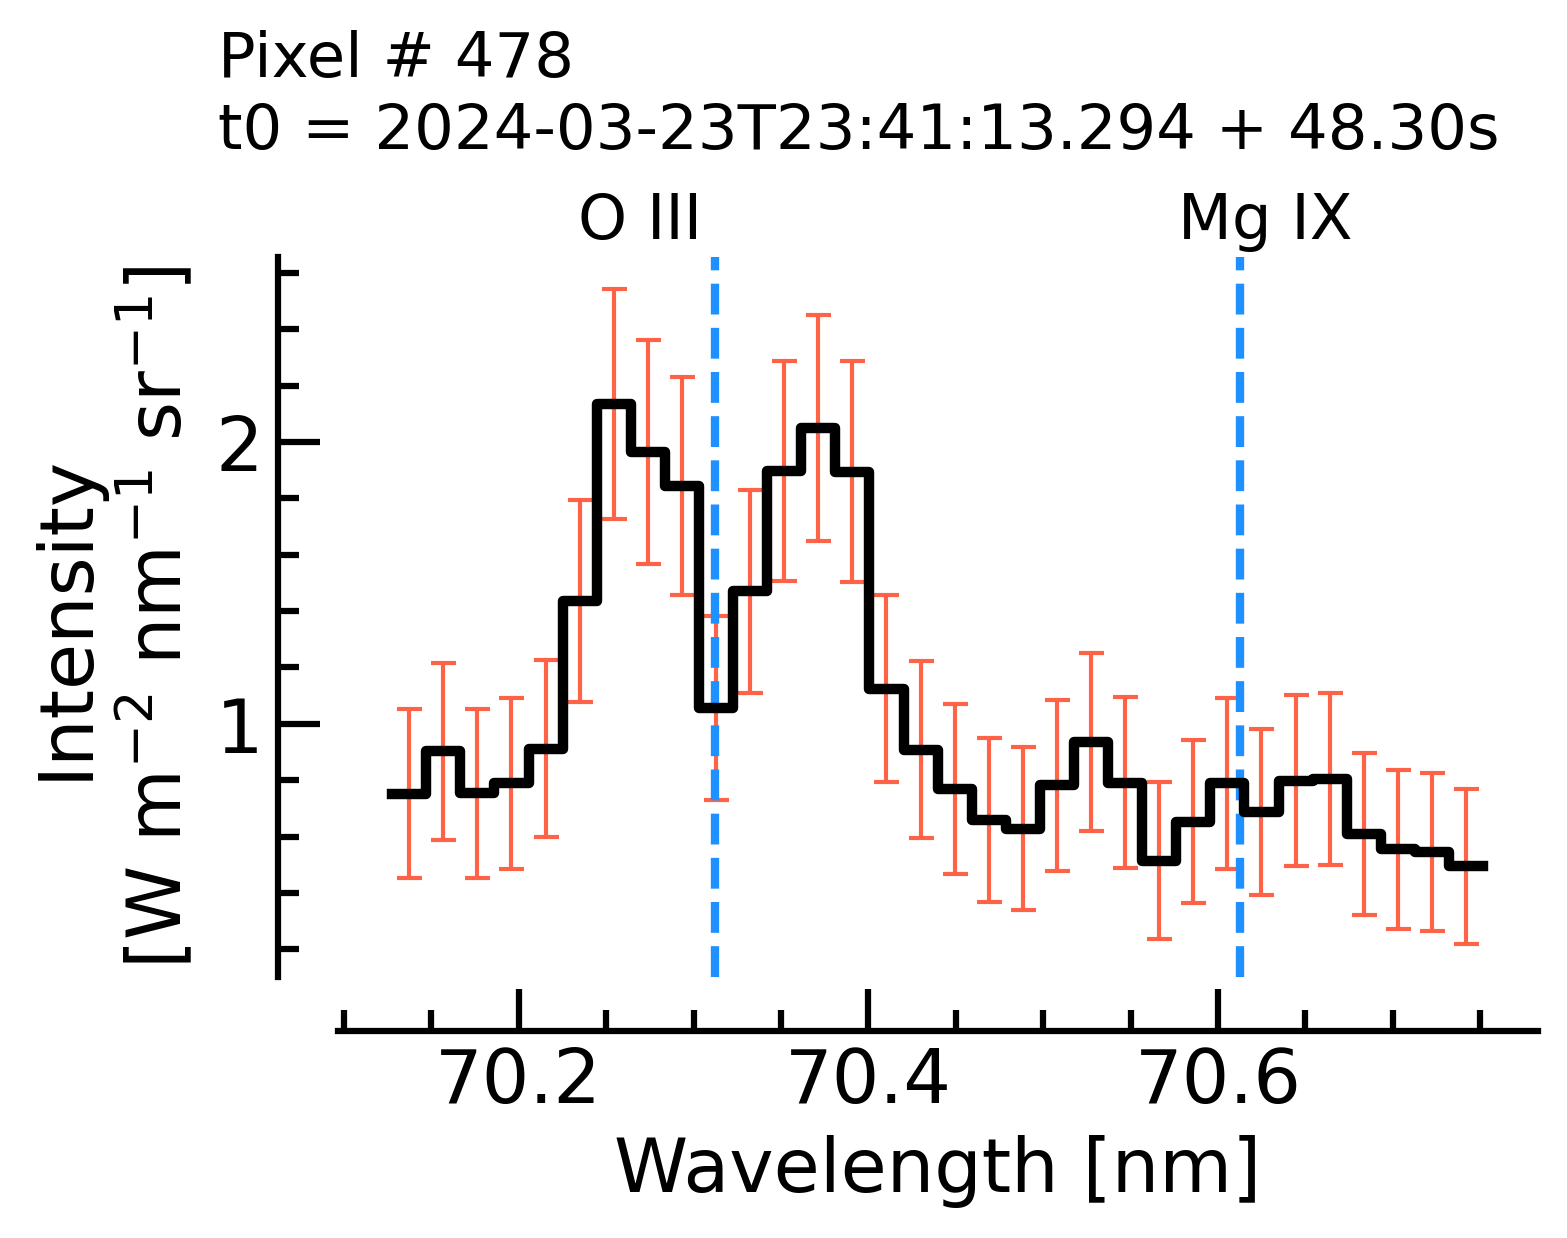 Pixel # 478
t0 = 2024-03-23T23:41:13.294 + 48.30s
O III Mg IX
Intensity
[W m⁻² nm⁻¹ sr⁻¹]
2
1
70.2 70.4 70.6
Wavelength [nm]